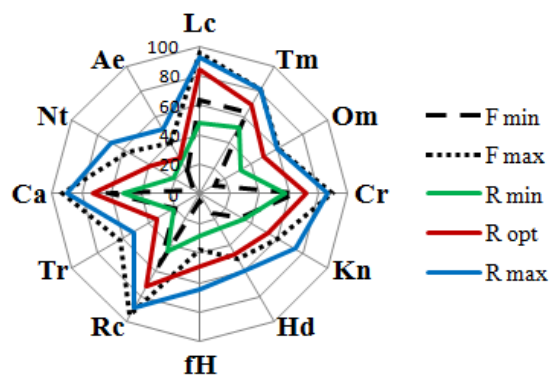 Lc
100
Ae
Tm
80
60
Nt
Om
40
20
Ca
0
Cr
Tr
Kn
Rc
Hd
fH
F min
F max
R min
R opt
R max